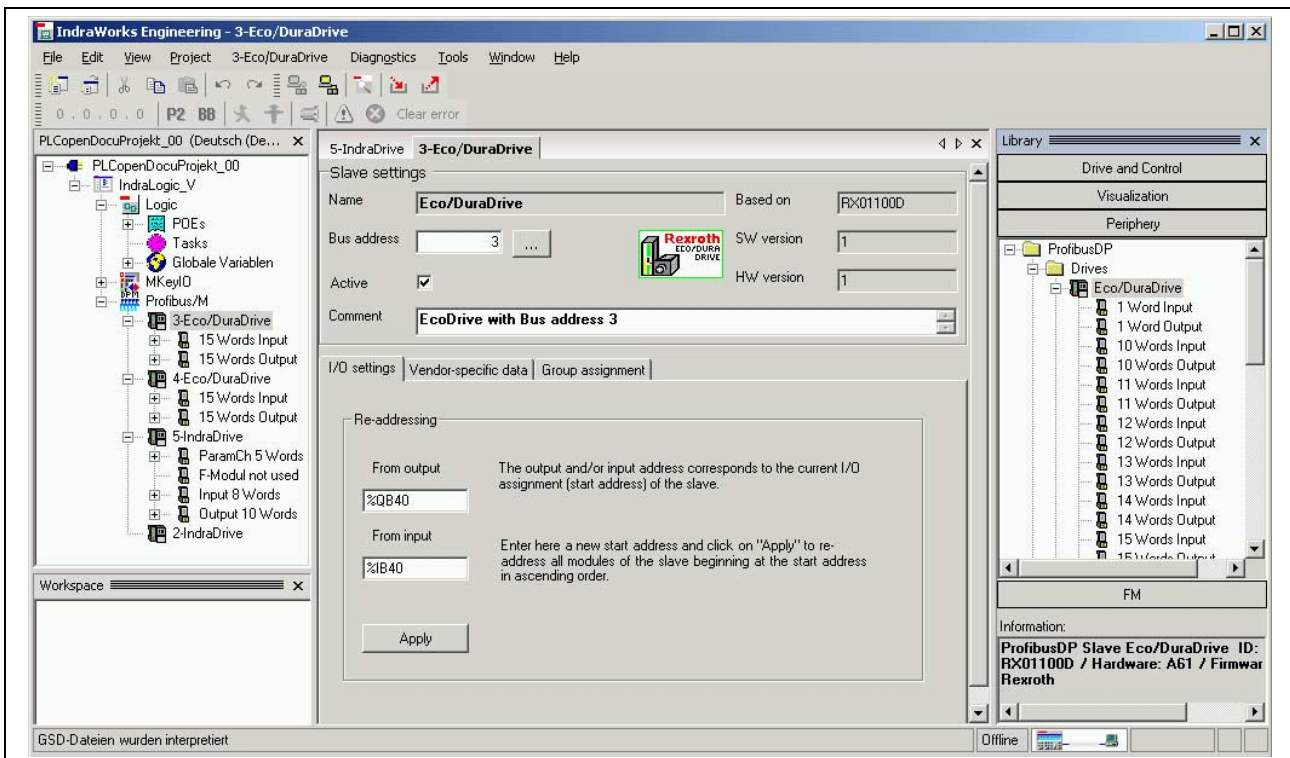 IndraWorks Engineering - 3-Eco/DuraDrive
File Edit View Project 3-Eco/DuraDrive Diagnostics Tools Window Help
0 . 0 . 0 . 0 P2 BB Clear error
PLCopenDocuProjekt_00 (Deutsch (De...
PLCopenDocuProjekt_00
IndraLogic_V
Logic
POEs
Tasks
Globale Variablen
MKeyIO
DPM
Profibus/M
3-Eco/DuraDrive
15 Words Input
15 Words Output
4-Eco/DuraDrive
15 Words Input
15 Words Output
5-IndraDrive
ParamCh 5 Words
F-Modul not used
Input 8 Words
Output 10 Words
2-IndraDrive
Workspace
5-IndraDrive 3-Eco/DuraDrive
Slave settings
Name Eco/DuraDrive Based on RX01100D
Bus address 3 ... SW version 1
Rexroth
ECO/DURA
DRIVE
Active HW version 1
Comment EcoDrive with Bus address 3
I/O settings Vendor-specific data Group assignment
Re-addressing
From output
%QB40
The output and/or input address corresponds to the current I/O
assignment (start address) of the slave.
From input
%IB40
Enter here a new start address and click on "Apply" to re-
address all modules of the slave beginning at the start address
in ascending order.
Apply
Library
Drive and Control
Visualization
Periphery
ProfibusDP
Drives
Eco/DuraDrive
1 Word Input
1 Word Output
10 Words Input
10 Words Output
11 Words Input
11 Words Output
12 Words Input
12 Words Output
13 Words Input
13 Words Output
14 Words Input
14 Words Output
15 Words Input
15 Words Output
FM
Information:
ProfibusDP Slave Eco/DuraDrive ID:
RX01100D / Hardware: A61 / Firmwar
Rexroth
GSD-Dateien wurden interpretiert Offline